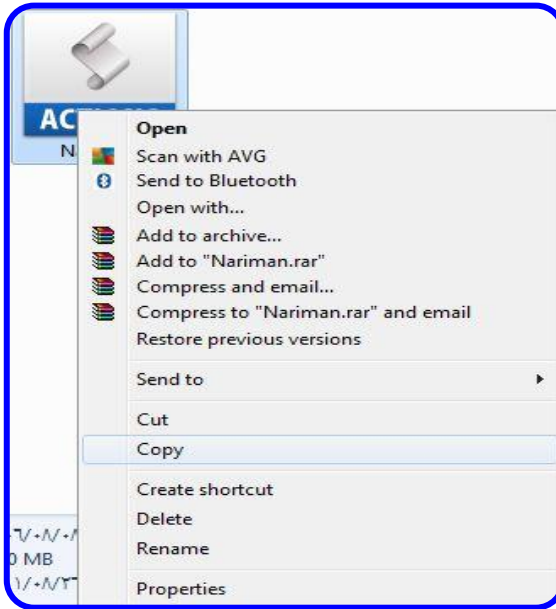 Open
Scan with AVG
Send to Bluetooth
Open with...
Add to archive...
Add to "Nariman.rar"
Compress and email...
Compress to "Nariman.rar" and email
Restore previous versions
Send to
Cut
Copy
Create shortcut
Delete
Rename
Properties
MB